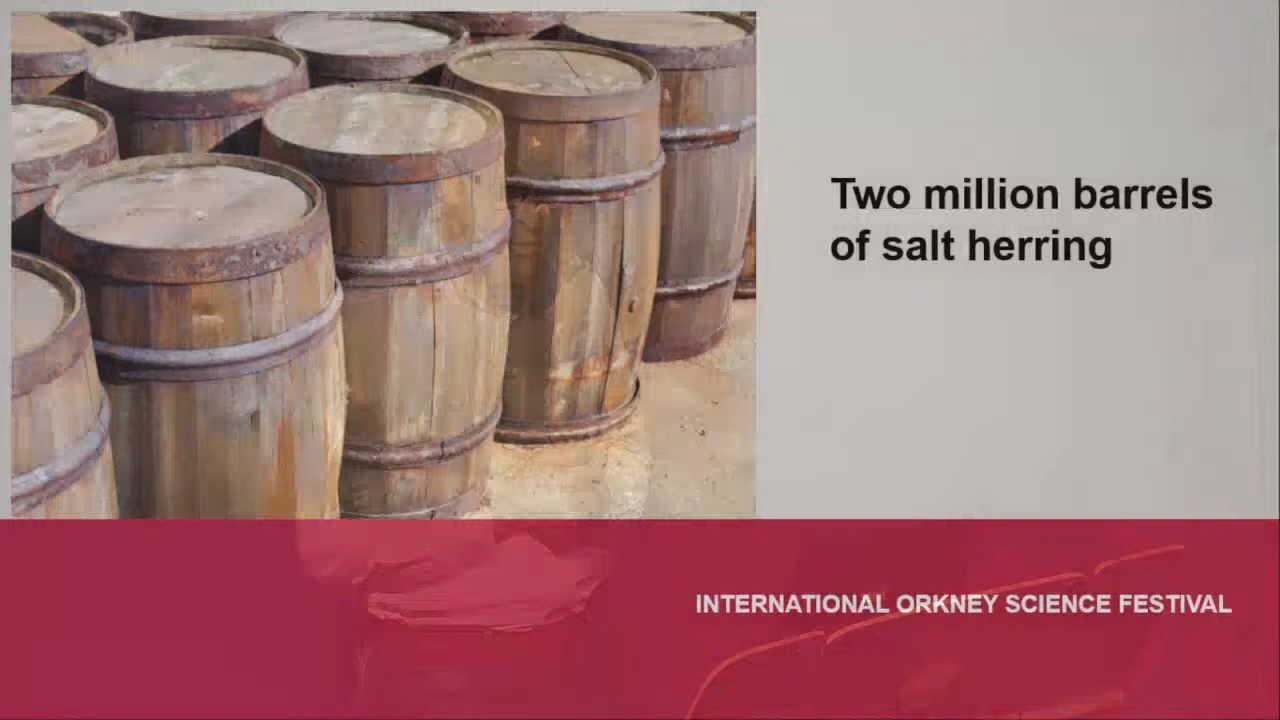 Two million barrels
of salt herring
INTERNATIONAL ORKNEY SCIENCE FESTIVAL